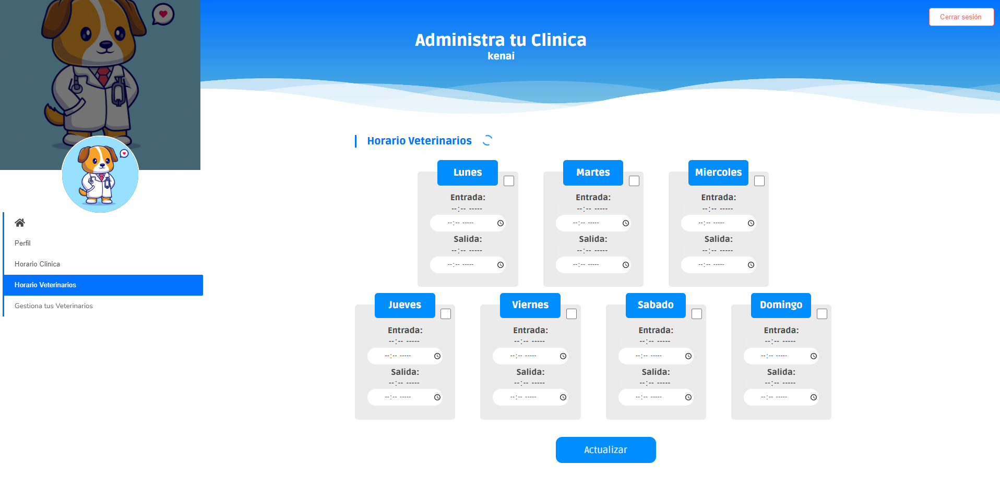 Cerrar sesión
Administra tu Clinica
kenai
Perfil
Horario Clinica
Horario Veterinarios
Gestiona tus Veterinarios
Horario Veterinarios
Lunes
Entrada:
--:-- -----
--:-- -----
Salida:
--:-- -----
--:-- -----
Martes
Entrada:
--:-- -----
--:-- -----
Salida:
--:-- -----
--:-- -----
Miercoles
Entrada:
--:-- -----
--:-- -----
Salida:
--:-- -----
--:-- -----
Jueves
Entrada:
--:-- -----
--:-- -----
Salida:
--:-- -----
--:-- -----
Viernes
Entrada:
--:-- -----
--:-- -----
Salida:
--:-- -----
--:-- -----
Sabado
Entrada:
--:-- -----
--:-- -----
Salida:
--:-- -----
--:-- -----
Domingo
Entrada:
--:-- -----
--:-- -----
Salida:
--:-- -----
--:-- -----
Actualizar